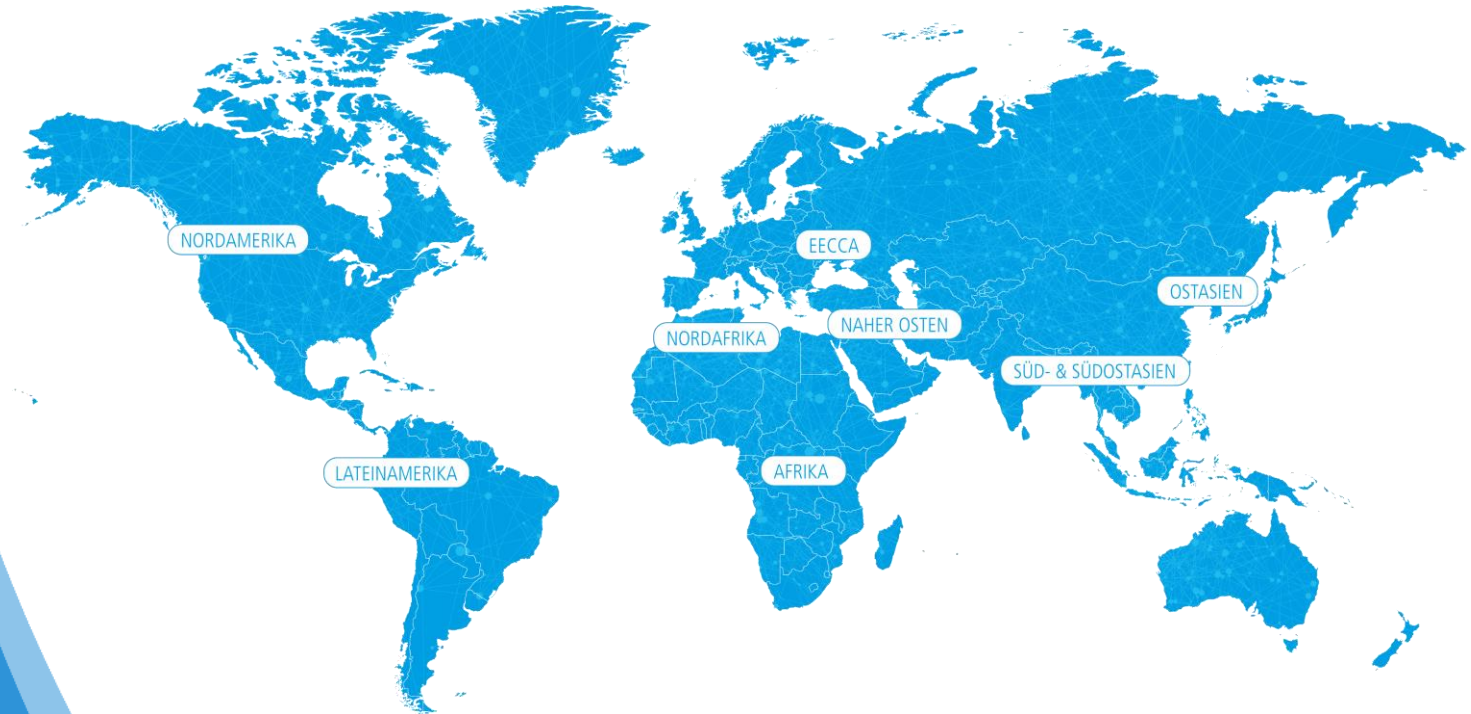 NORDAMERIKA
EECCA
OSTASIEN
NAHER OSTEN
NORDAFRIKA
SÜD- & SÜDOSTASIEN
LATEINAMERIKA
AFRIKA